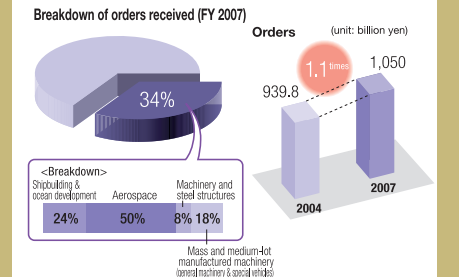 Breakdown of orders received (FY 2007)
34%
<Breakdown>
Shipbuilding &
ocean development
Aerospace
Machinery and
steel structures
24%
50%
8%
18%
Mass and medium-lot
manufactured machinery
(general machinery & special vehicles)
Orders
(unit: billion yen)
1.1 times
939.8
1,050
2004
2007